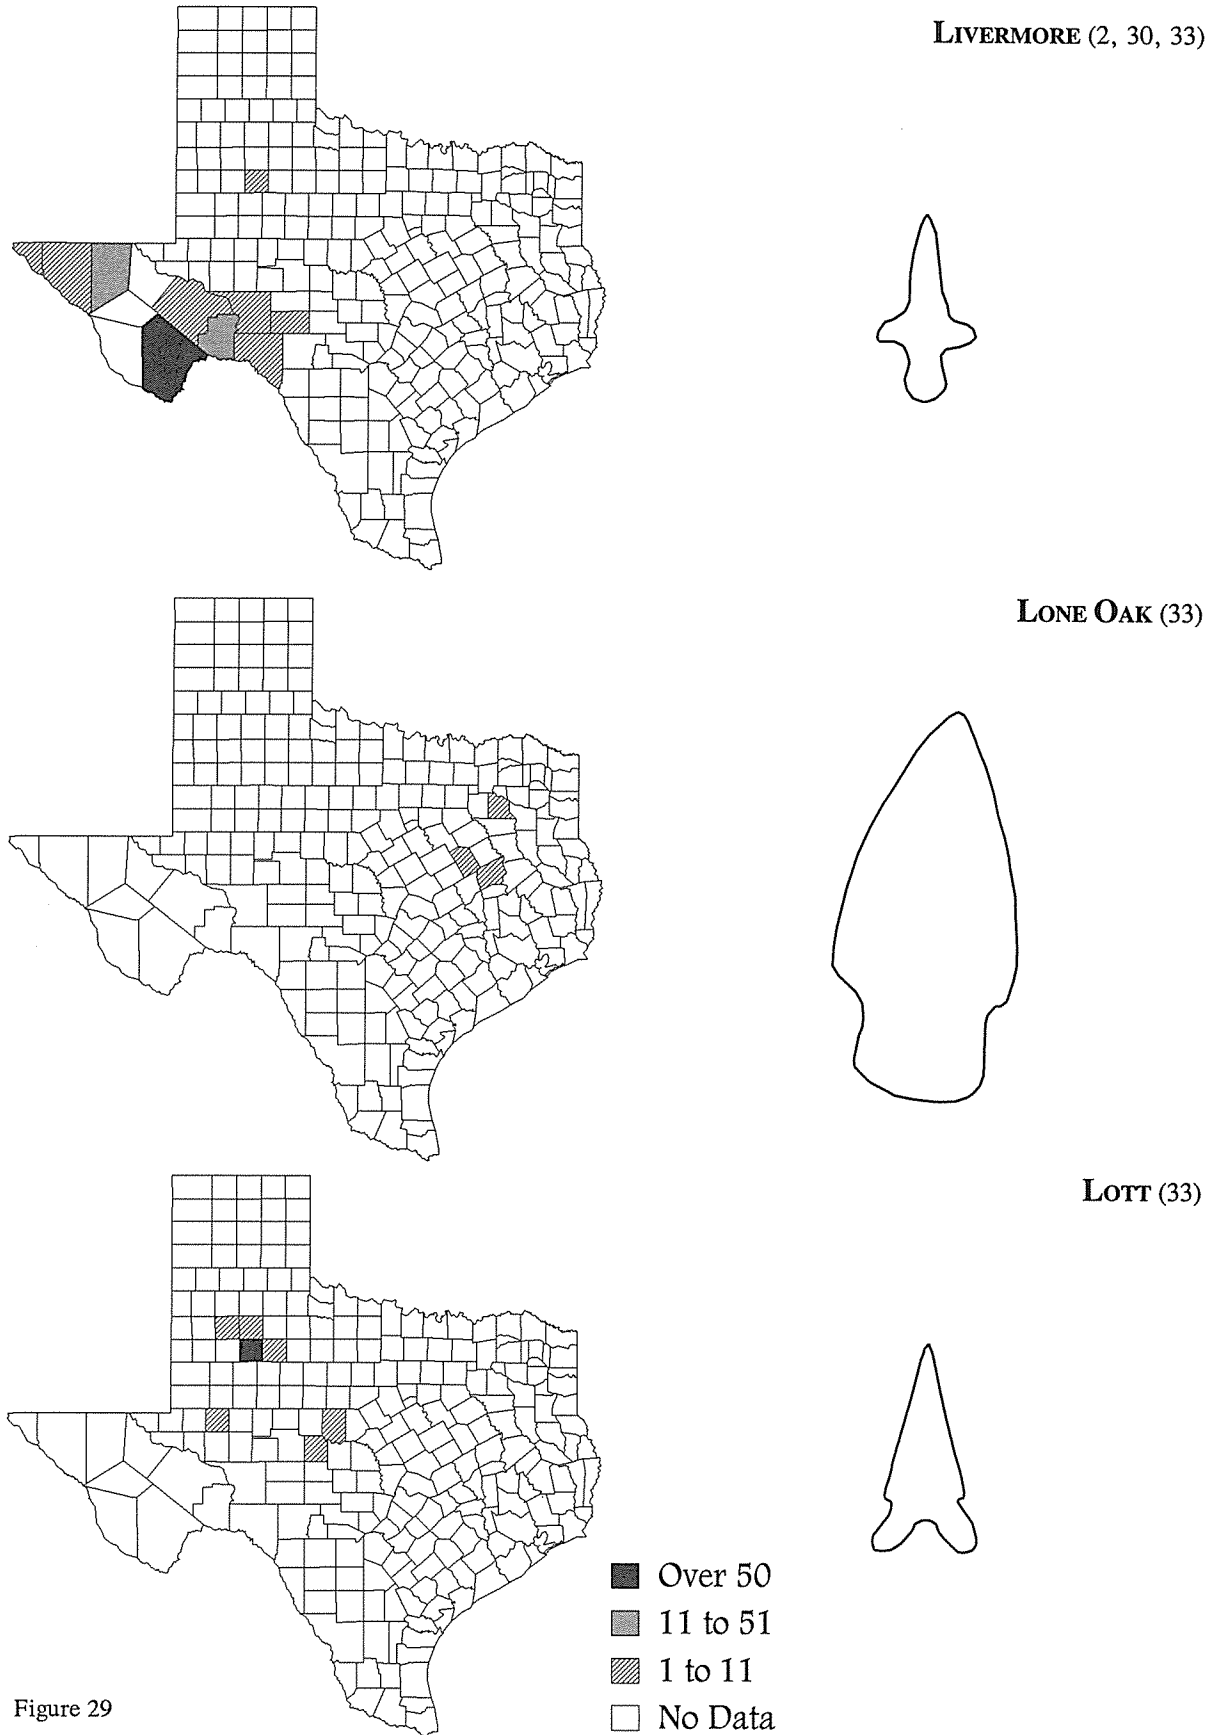 LIVERMORE (2, 30, 33)
LONE OAK (33)
LOTT (33)
Over 50
11 to 51
1 to 11
No Data
Figure 29